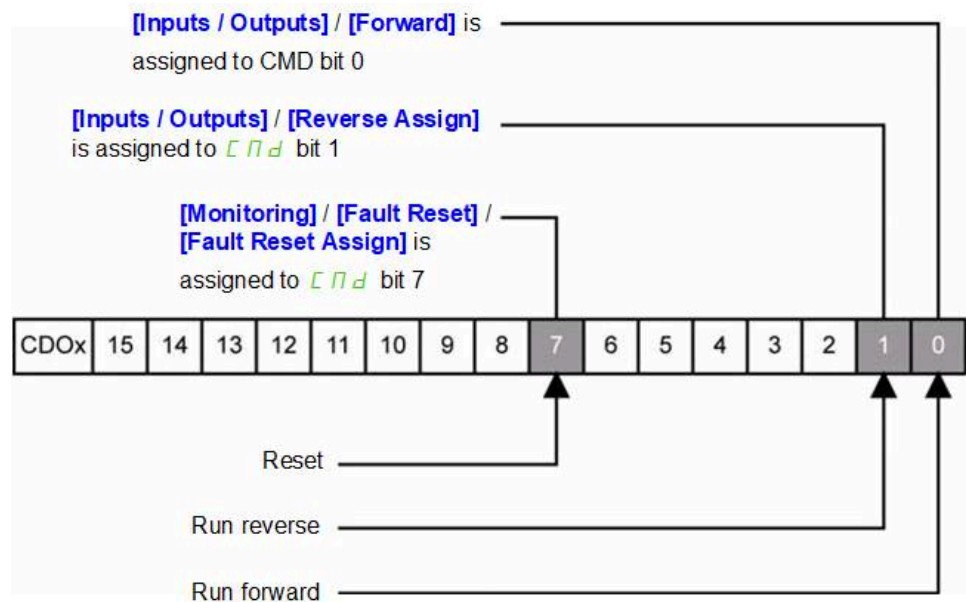 [Inputs / Outputs] / [Forward] is
assigned to CMD bit 0
[Inputs / Outputs] / [Reverse Assign]
is assigned to CMd bit 1
[Monitoring] / [Fault Reset] /
[Fault Reset Assign] is
assigned to CMd bit 7
CDOx 15 14 13 12 11 10 9 8 7 6 5 4 3 2 1 0
Reset
Run reverse
Run forward